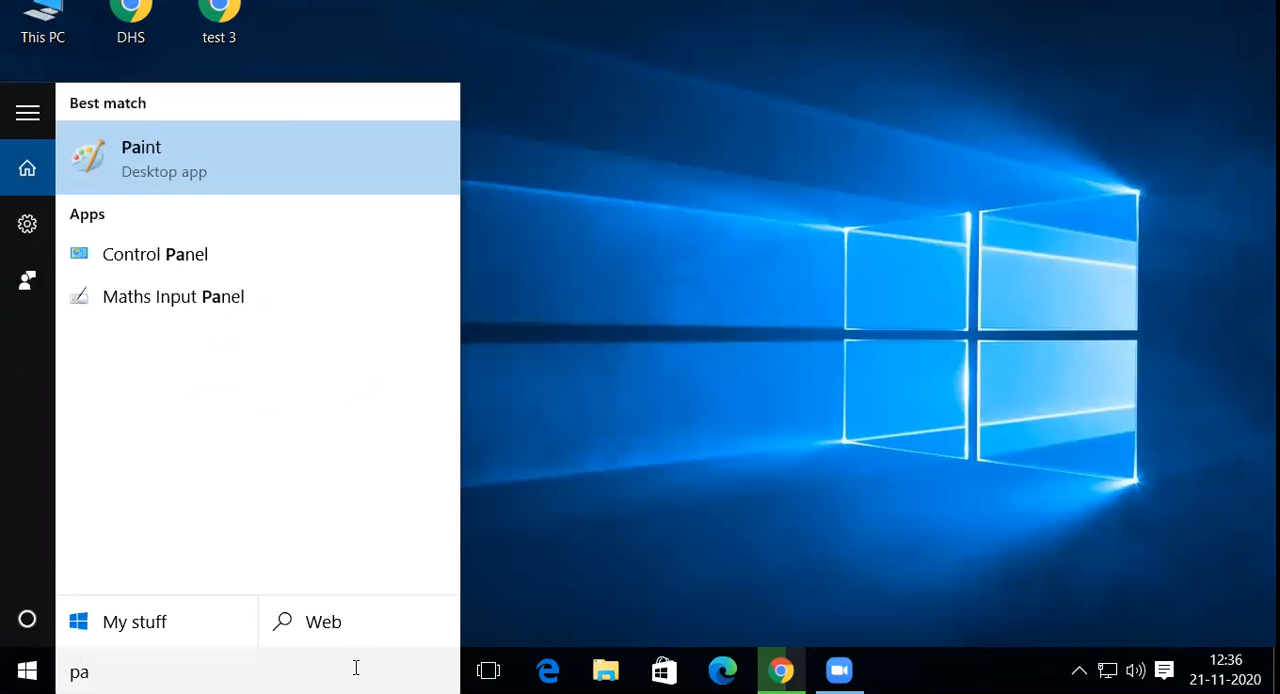 This PC
DHS
test 3
Best match
Paint
Desktop app
Apps
Control Panel
Maths Input Panel
My stuff
Web
pa
12:36
21-11-2020